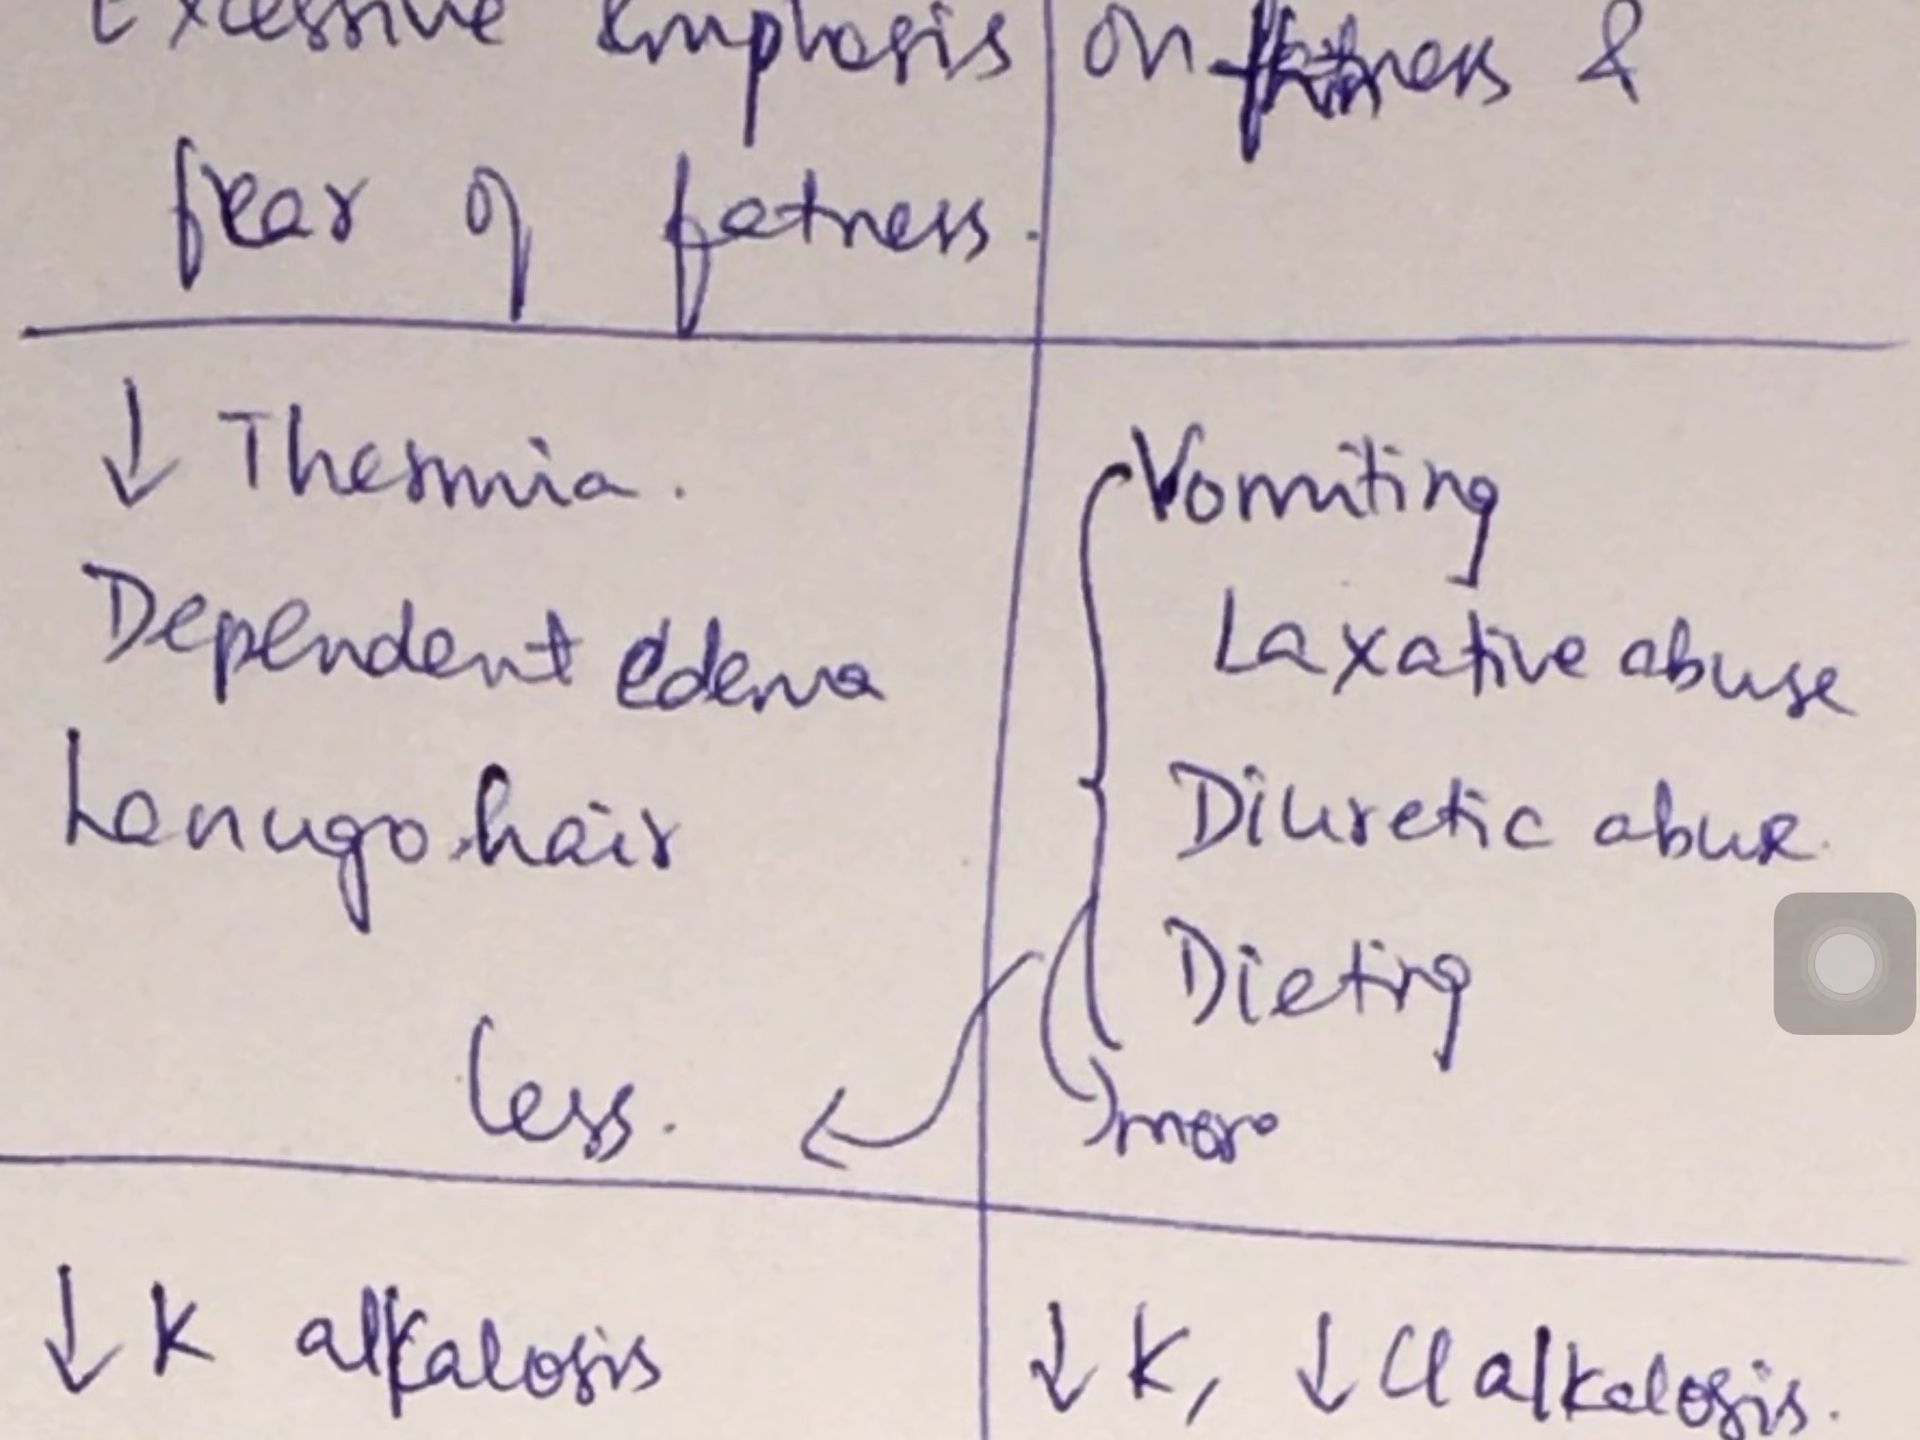 Excessive Emphasis on thinness &
fear of fatness.
↓ Thermia.
Dependent edema
Lanugo hair
less.
Vomiting
Laxative abuse
Diuretic abuse.
Dieting
more
↓ K alkalosis
↓ K, ↓ Cl alkalosis.